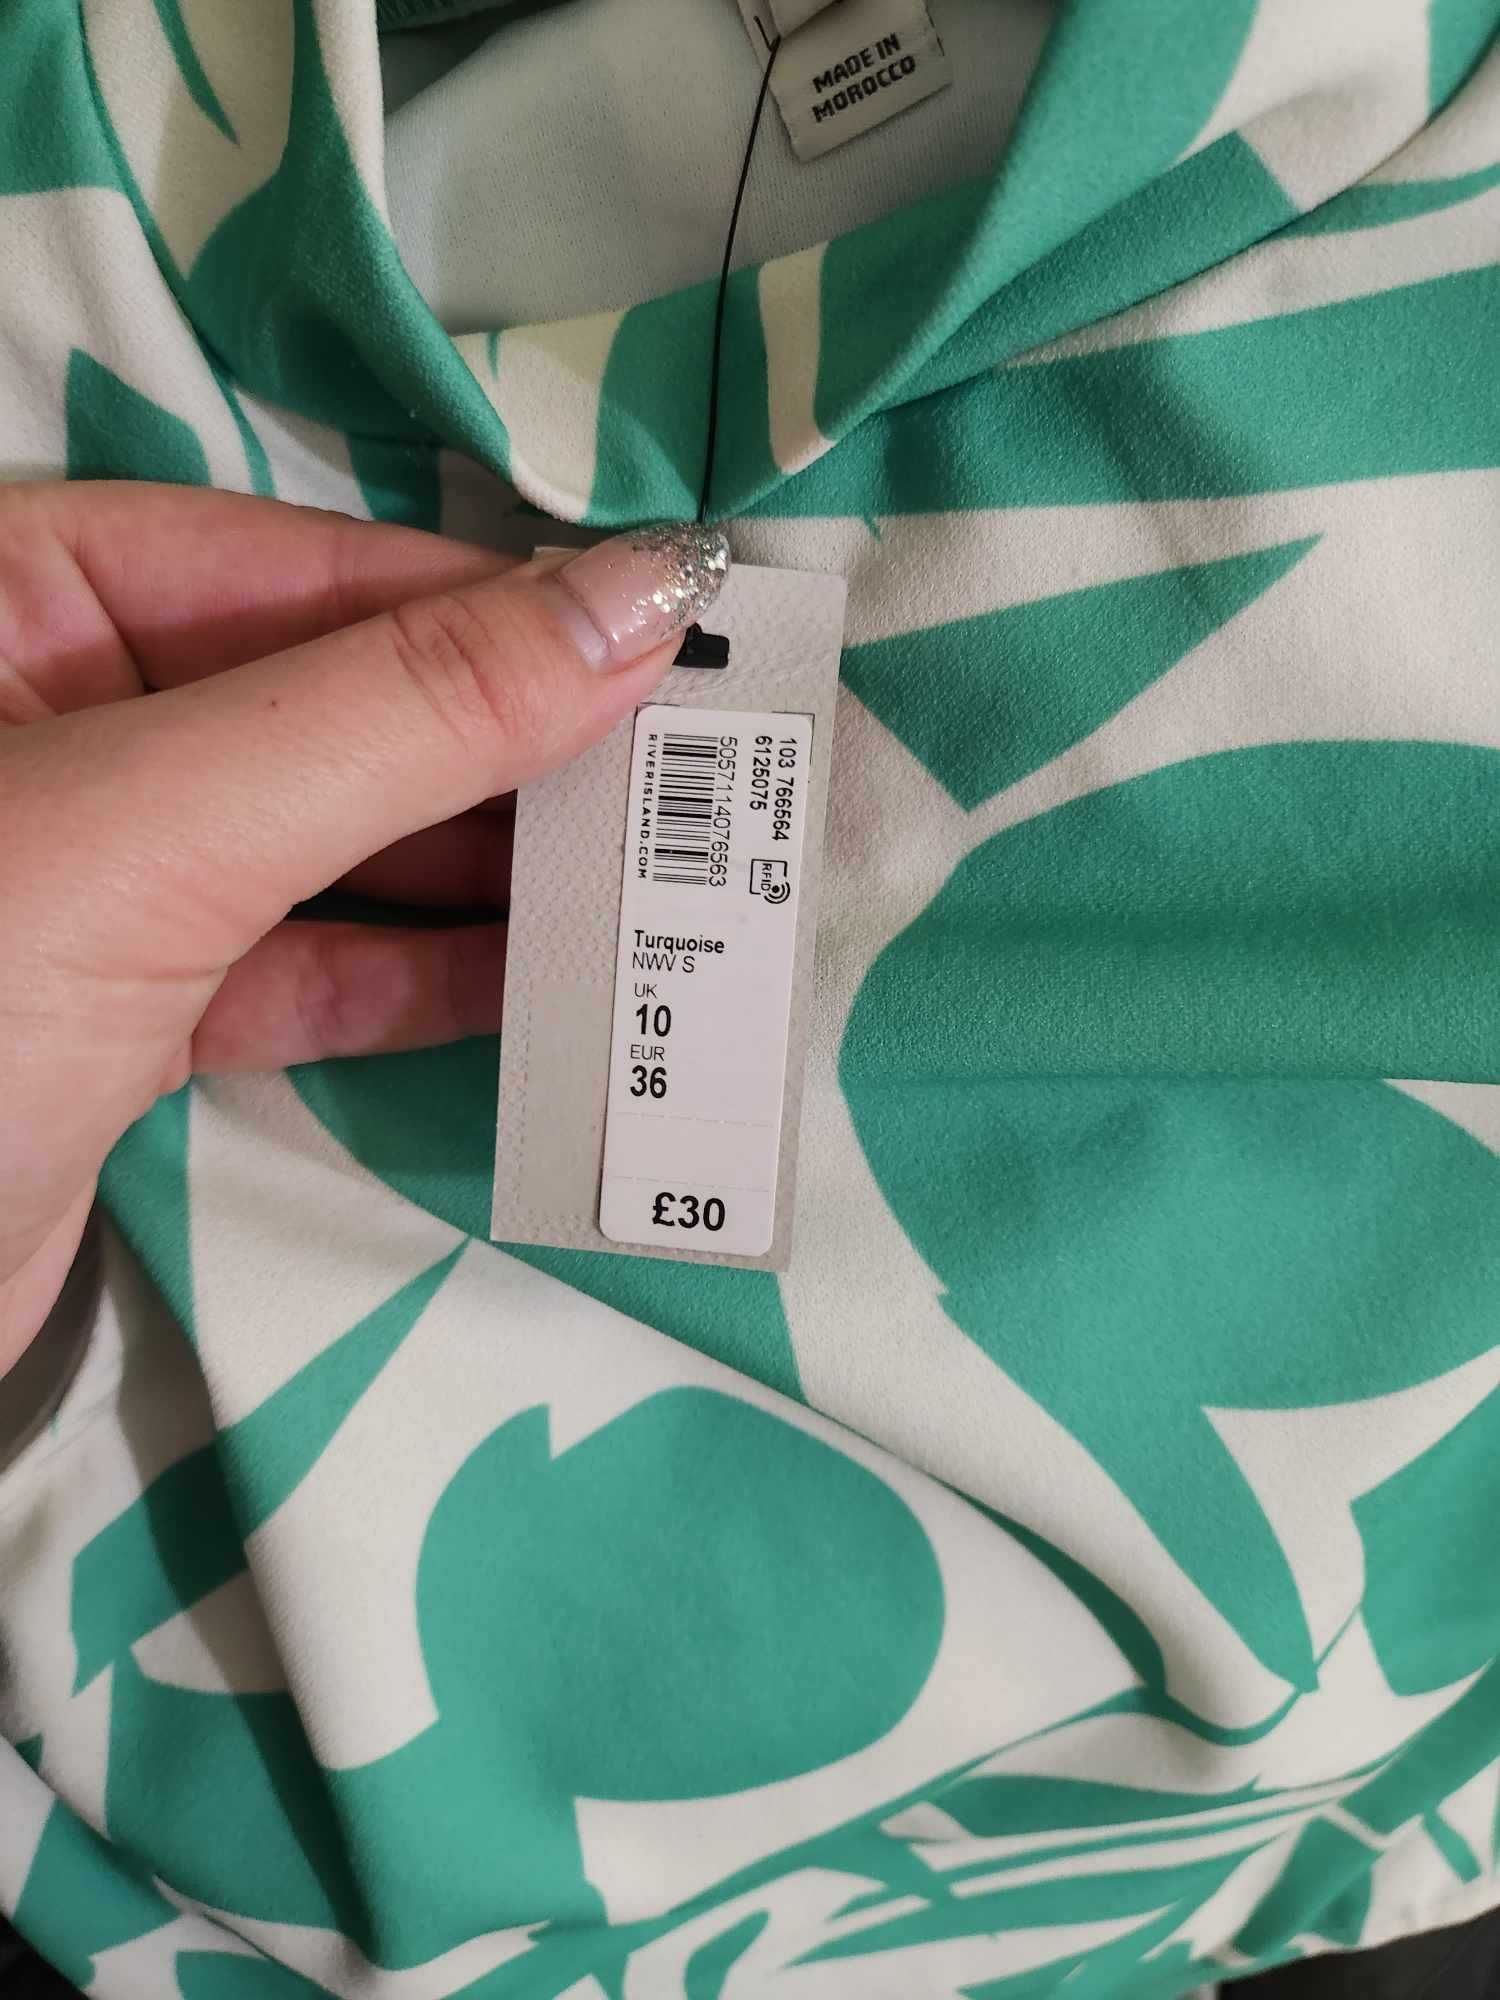 MADE IN
MOROCCO
103 766564
6125075
RFID
5057114076563
RIVERISLAND.COM
Turquoise
NWV S
UK
10
EUR
36
£30